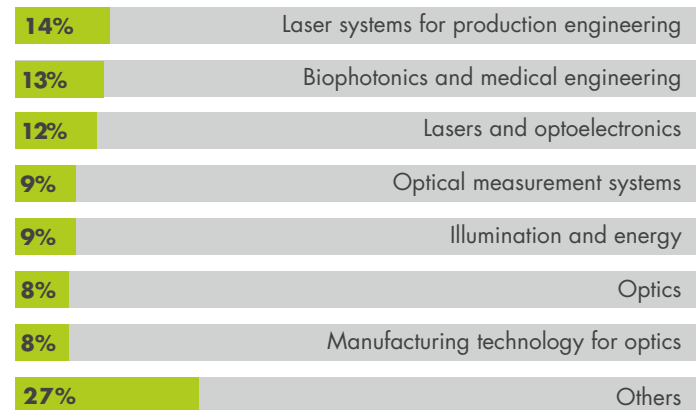 14% Laser systems for production engineering
13% Biophotonics and medical engineering
12% Lasers and optoelectronics
9% Optical measurement systems
9% Illumination and energy
8% Optics
8% Manufacturing technology for optics
27% Others